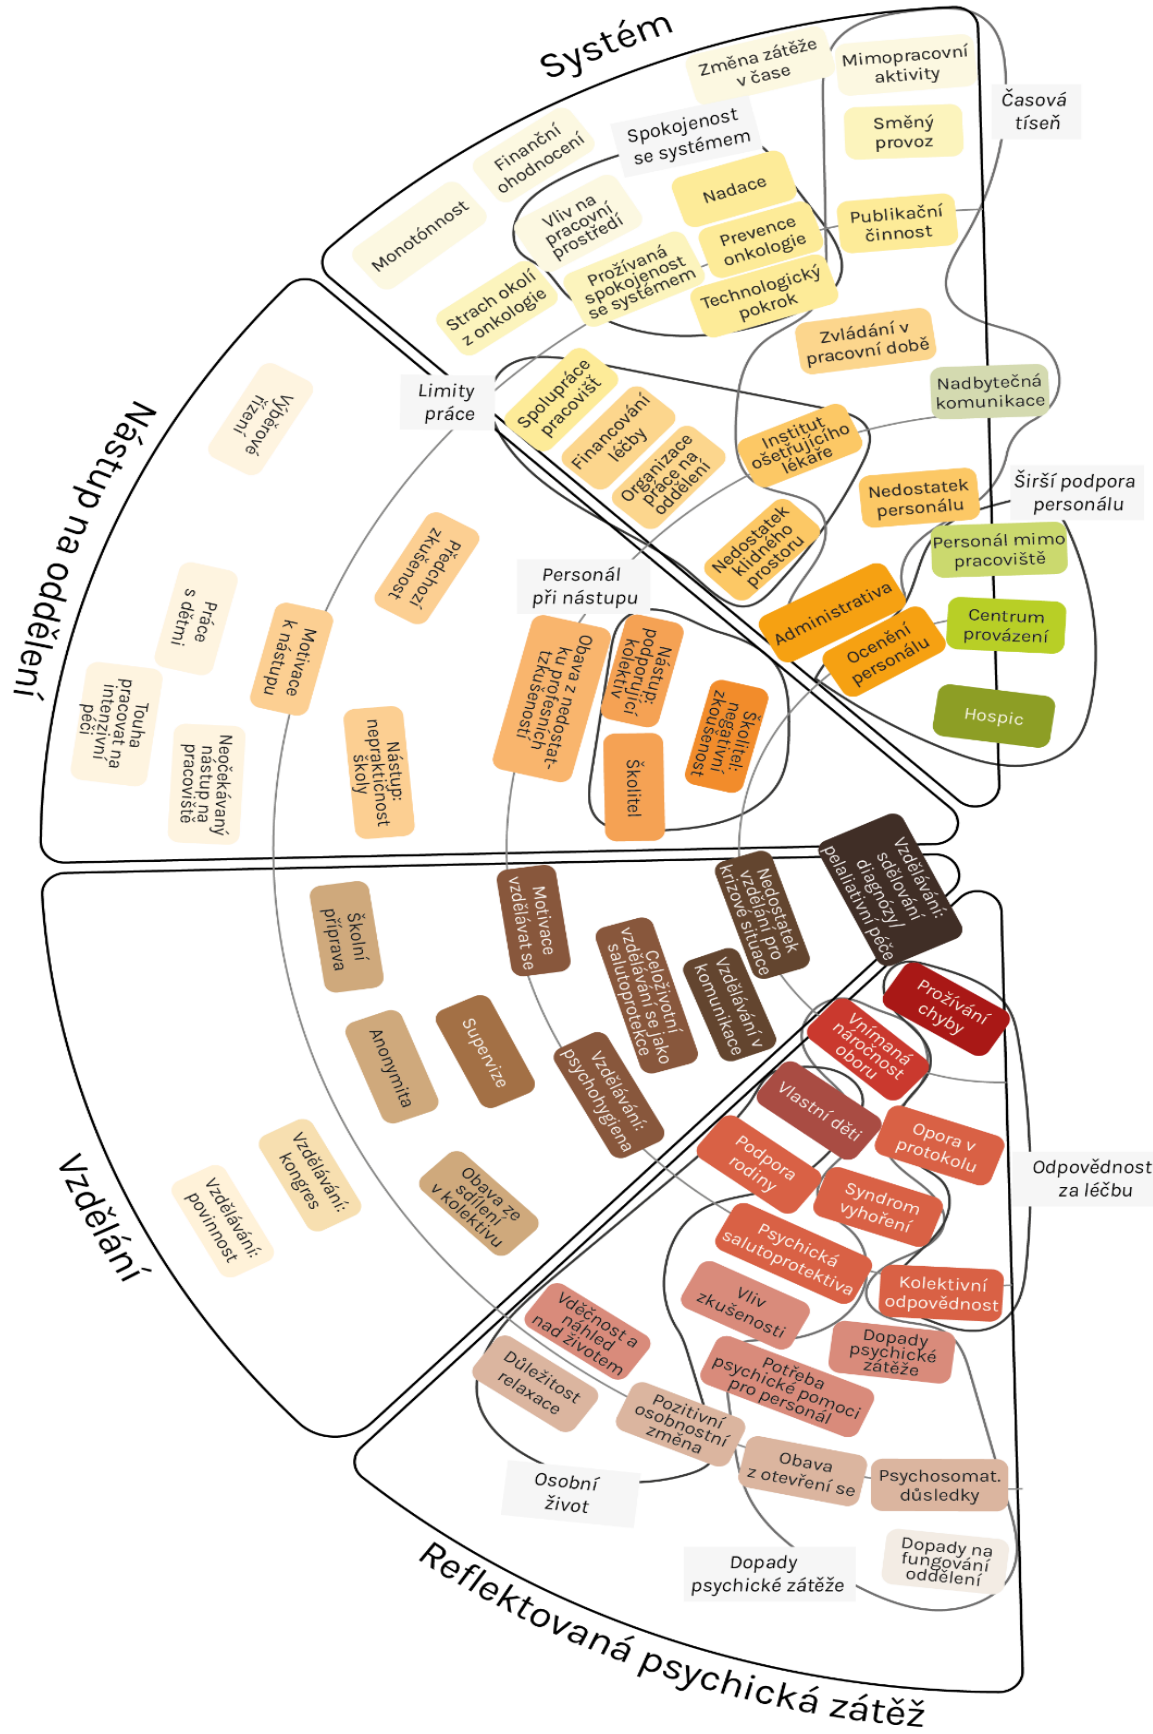 Systém
Změna zátěže
v čase
Mimopracovní
aktivity
Časová
tíseň
Směný
provoz
Spokojenost
se systémem
Finanční
ohodnocení
Monotónnost
Nadace
Vliv na
pracovní
prostředí
Publikační
činnost
Prevence
onkologie
Prožívaná
spokojenost
se systémem
Technologický
pokrok
Strach okolí
z onkologie
Zvládání v
pracovní době
Nadbytečná
komunikace
Limity
práce
Spolupráce
pracovišť
Financování
léčby
Organizace
práce na
oddělení
Institut
ošetřujícího
lékaře
Nedostatek
personálu
Širší podpora
personálu
Nedostatek
klidného
prostoru
Personál mimo
pracoviště
Administrativa
Ocenění
personálu
Centrum
provázení
Hospic
Nástup na oddělení
Výběrové
řízení
Předchozí
zkušenost
Práce
s dětmi
Motivace
k nástupu
Personál
při nástupu
Obava z nedostat-
ku profesních
tzkušeností
Nástup:
podporující
kolektiv
Školitel:
negativní
zkoušenost
Touha
pracovat na
intenzivní
péči
Neočekávaný
nástup na
pracoviště
Nástup:
nepraktičnost
školy
Školitel
Vzdělání
Vzdělávání:
sdělování
diagnózy/
pelaliativní péče
Nedostatek
vzdělání pro
krizové situace
Motivace
vzdělávat se
Školní
příprava
Celoživotní
vzdělávání se jako
salutoprotekce
Vzdělávání v
komunikace
Supervize
Anonymita
Vzdělávání:
psychohygiena
Vzdělávání:
kongres
Vzdělávání:
povinnost
Obava ze
sdílení
v kolektivu
Reflektovaná psychická zátěž
Prožívání
chyby
Vnímaná
náročnost
oboru
Vlastní děti
Opora v
protokolu
Podpora
rodiny
Syndrom
vyhoření
Odpovědnost
za léčbu
Psychická
salutoprotektiva
Kolektivní
odpovědnost
Vliv
zkušenosti
Vděčnost a
náhled
nad životem
Dopady
psychické
zátěže
Důležitost
relaxace
Potřeba
psychické pomoci
pro personál
Pozitivní
osobnostní
změna
Obava
z otevření se
Psychosomat.
důsledky
Osobní
život
Dopady
psychické zátěže
Dopady na
fungování
oddělení